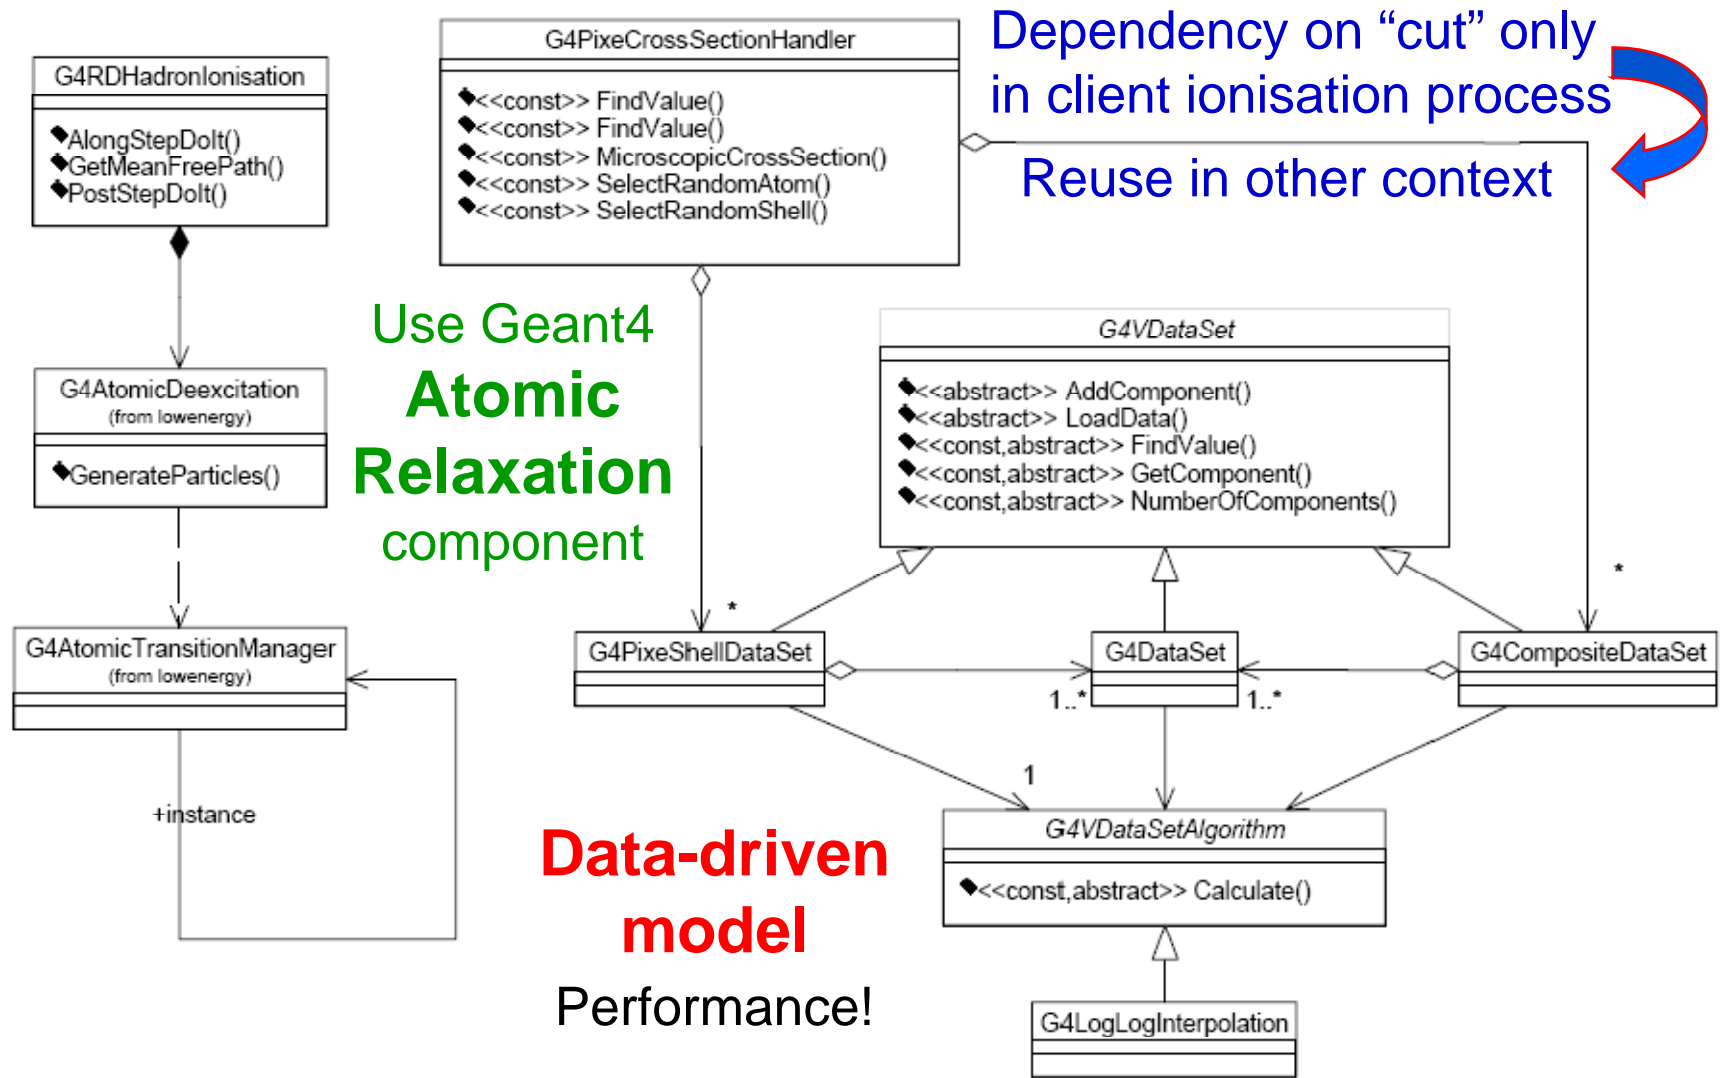 G4RDHadronIonisation
AlongStepDoIt()
GetMeanFreePath()
PostStepDoIt()
G4PixeCrossSectionHandler
<<const>> FindValue()
<<const>> FindValue()
<<const>> MicroscopicCrossSection()
<<const>> SelectRandomAtom()
<<const>> SelectRandomShell()
Dependency on “cut” only
in client ionisation process
Reuse in other context
Use Geant4
Atomic
Relaxation
component
G4AtomicDeexcitation
(from lowenergy)
GenerateParticles()
G4VDataSet
<<abstract>> AddComponent()
<<abstract>> LoadData()
<<const,abstract>> FindValue()
<<const,abstract>> GetComponent()
<<const,abstract>> NumberOfComponents()
*
*
G4AtomicTransitionManager
(from lowenergy)
+instance
G4PixeShellDataSet
G4DataSet
G4CompositeDataSet
1..*
1..*
1
Data-driven
model
Performance!
G4VDataSetAlgorithm
<<const,abstract>> Calculate()
G4LogLogInterpolation